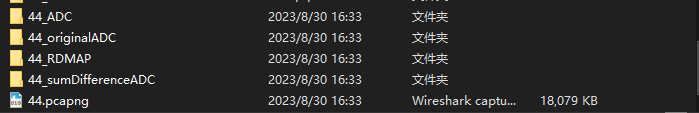 44_ADC 2023/8/30 16:33 文件夹
44_originalADC 2023/8/30 16:33 文件夹
44_RDMAP 2023/8/30 16:33 文件夹
44_sumDifferenceADC 2023/8/30 16:33 文件夹
44.pcapng 2023/8/30 16:33 Wireshark captu... 18,079 KB